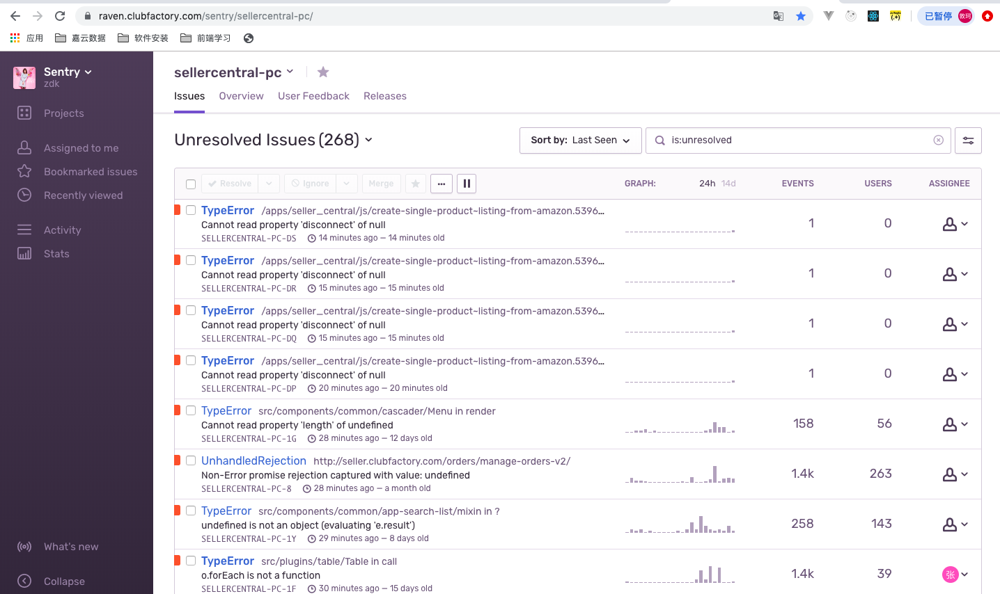 raven.clubfactory.com/sentry/sellercentral-pc/
已暂停
敦珂
应用
嘉云数据
软件安装
前端学习
Sentry
zdk
Projects
Assigned to me
Bookmarked issues
Recently viewed
Activity
Stats
What's new
Collapse
sellercentral-pc
Issues Overview User Feedback Releases
Unresolved Issues (268)
Sort by: Last Seen
is:unresolved
Resolve Ignore Merge ... GRAPH: 24h 14d EVENTS USERS ASSIGNEE
TypeError /apps/seller_central/js/create-single-product~listing-from-amazon.5396...
Cannot read property 'disconnect' of null 1 0
SELLERCENTRAL-PC-DS 14 minutes ago — 14 minutes old
TypeError /apps/seller_central/js/create-single-product~listing-from-amazon.5396...
Cannot read property 'disconnect' of null 1 0
SELLERCENTRAL-PC-DR 15 minutes ago — 15 minutes old
TypeError /apps/seller_central/js/create-single-product~listing-from-amazon.5396...
Cannot read property 'disconnect' of null 1 0
SELLERCENTRAL-PC-DQ 15 minutes ago — 15 minutes old
TypeError /apps/seller_central/js/create-single-product~listing-from-amazon.5396...
Cannot read property 'disconnect' of null 1 0
SELLERCENTRAL-PC-DP 20 minutes ago — 20 minutes old
TypeError src/components/common/cascader/Menu in render
Cannot read property 'length' of undefined 158 56
SELLERCENTRAL-PC-1G 28 minutes ago — 12 days old
UnhandledRejection http://seller.clubfactory.com/orders/manage-orders-v2/
Non-Error promise rejection captured with value: undefined 1.4k 263
SELLERCENTRAL-PC-8 28 minutes ago — a month old
TypeError src/components/common/app-search-list/mixin in ?
undefined is not an object (evaluating 'e.result') 258 143
SELLERCENTRAL-PC-1Y 29 minutes ago — 8 days old
TypeError src/plugins/table/Table in call
o.forEach is not a function 1.4k 39 张
SELLERCENTRAL-PC-1F 30 minutes ago — 15 days old